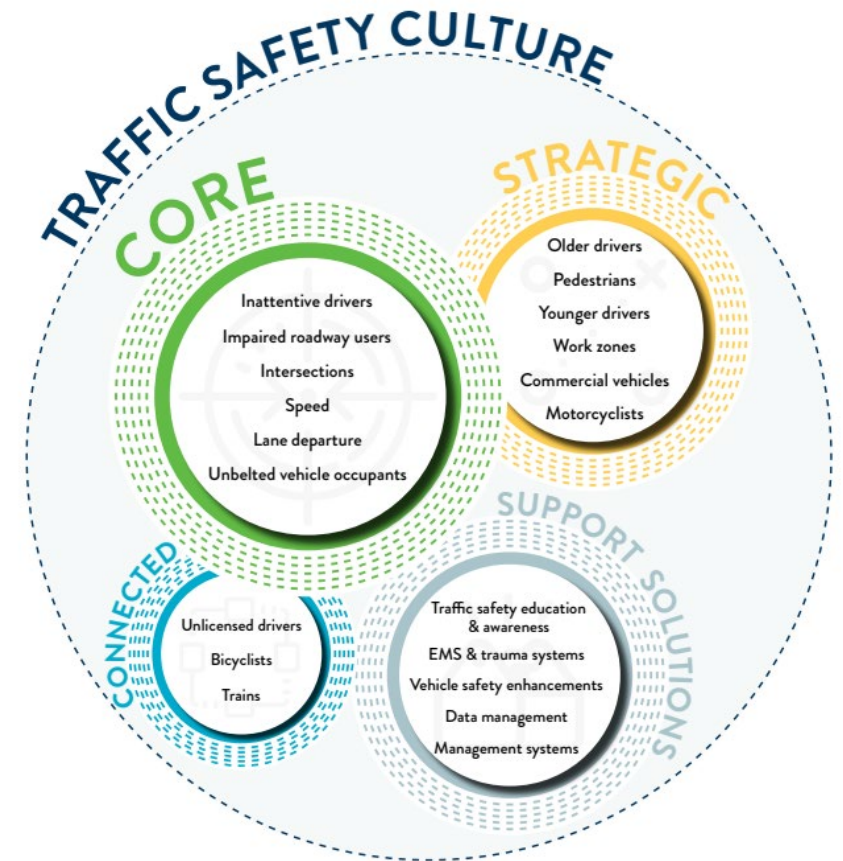 TRAFFIC SAFETY CULTURE
CORE
Inattentive drivers
Impaired roadway users
Intersections
Speed
Lane departure
Unbelted vehicle occupants
STRATEGIC
Older drivers
Pedestrians
Younger drivers
Work zones
Commercial vehicles
Motorcyclists
CONNECTED
Unlicensed drivers
Bicyclists
Trains
SUPPORT SOLUTIONS
Traffic safety education
& awareness
EMS & trauma systems
Vehicle safety enhancements
Data management
Management systems